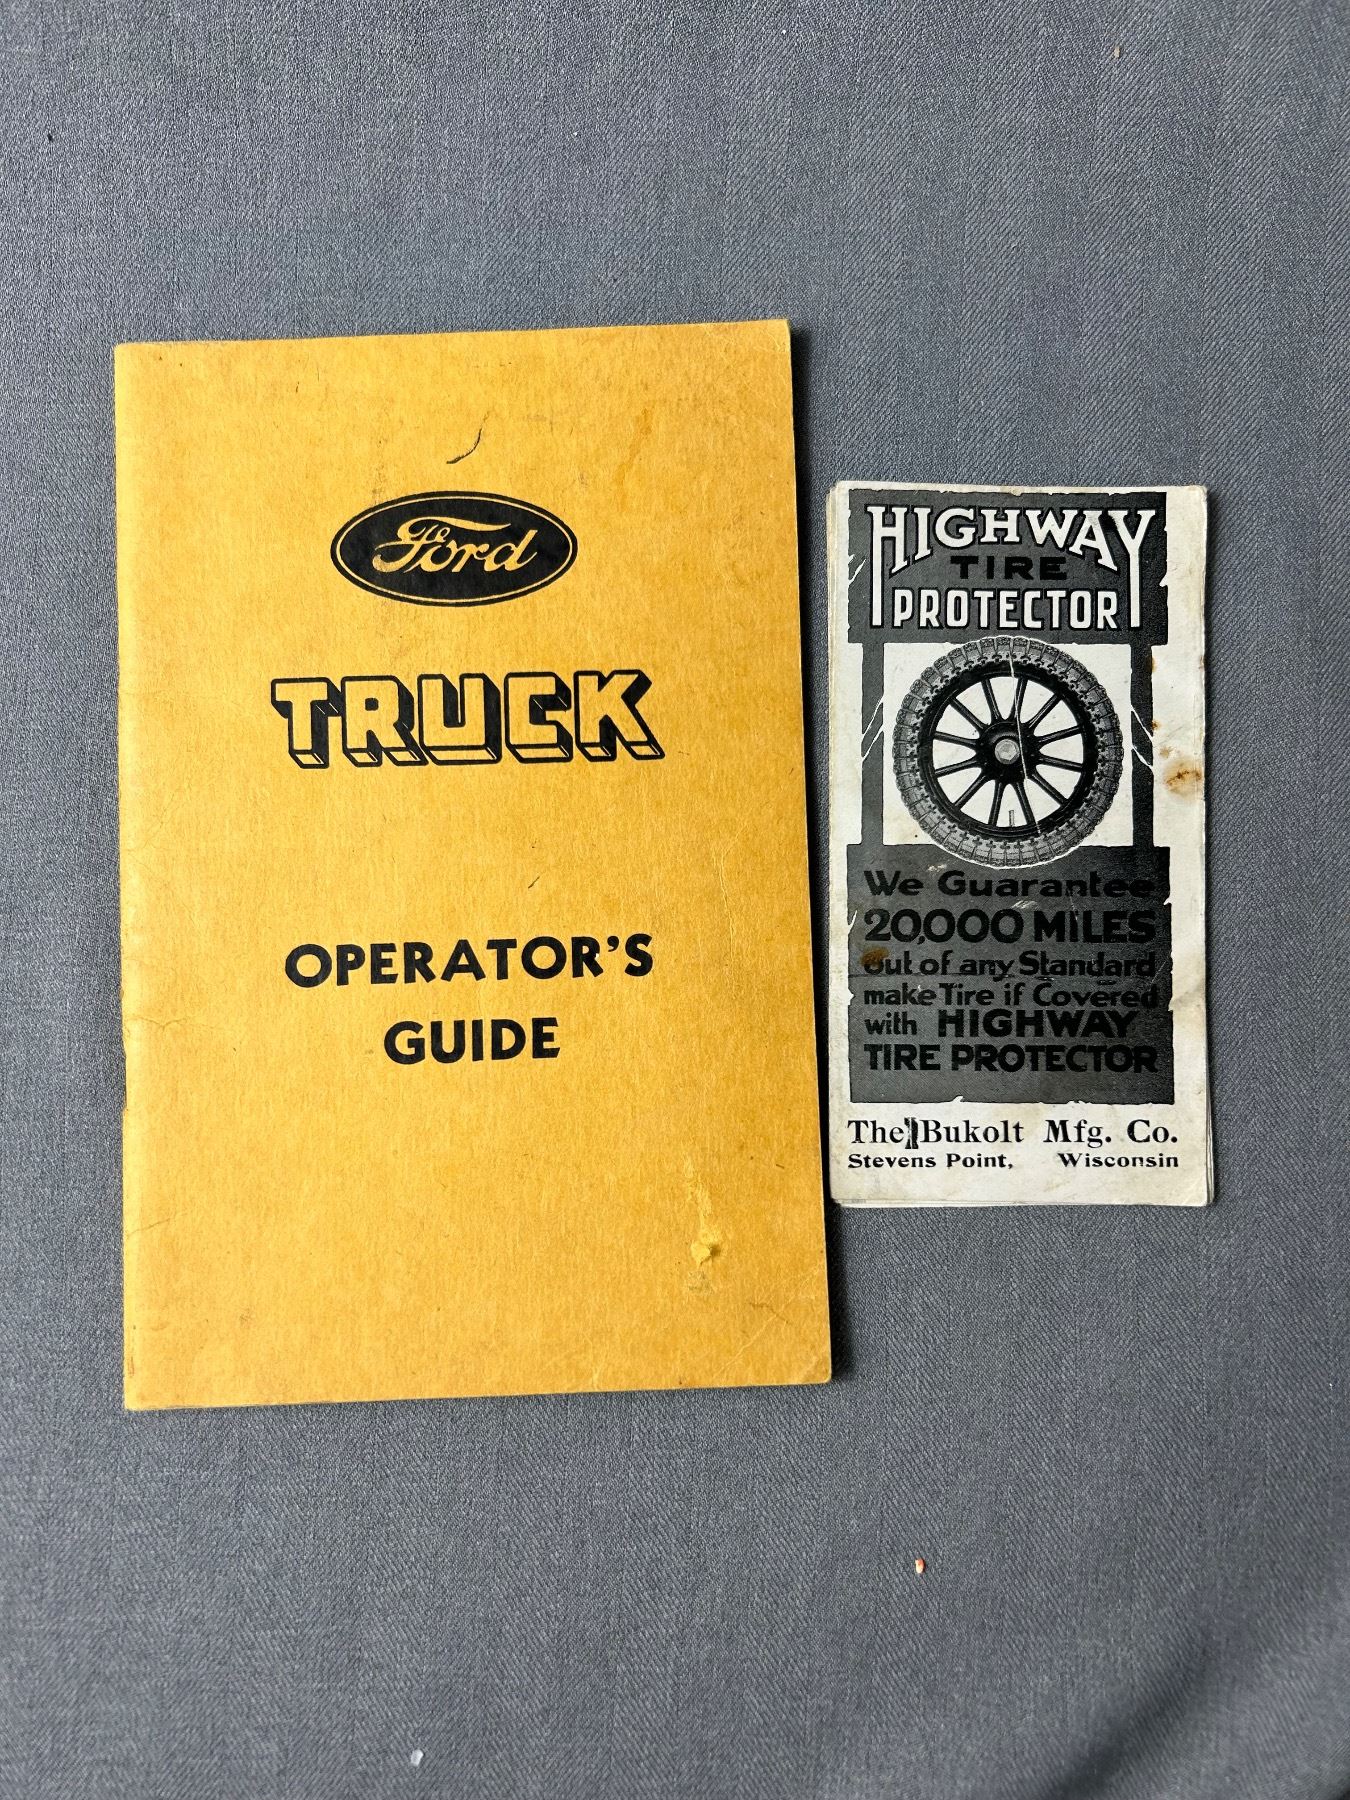 Ford
TRUCK
OPERATOR'S
GUIDE
HIGHWAY
TIRE
PROTECTOR
We Guarantee
20,000 MILES
out of any Standard
make Tire if Covered
with HIGHWAY
TIRE PROTECTOR
The Bukolt Mfg. Co.
Stevens Point, Wisconsin